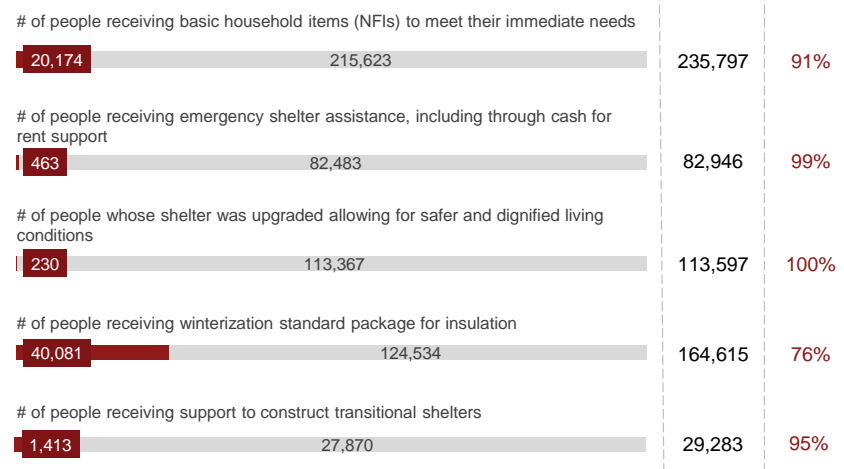 # of people receiving basic household items (NFIs) to meet their immediate needs
20,174 215,623 235,797 91%
# of people receiving emergency shelter assistance, including through cash for
rent support
463 82,483 82,946 99%
# of people whose shelter was upgraded allowing for safer and dignified living
conditions
230 113,367 113,597 100%
# of people receiving winterization standard package for insulation
40,081 124,534 164,615 76%
# of people receiving support to construct transitional shelters
1,413 27,870 29,283 95%